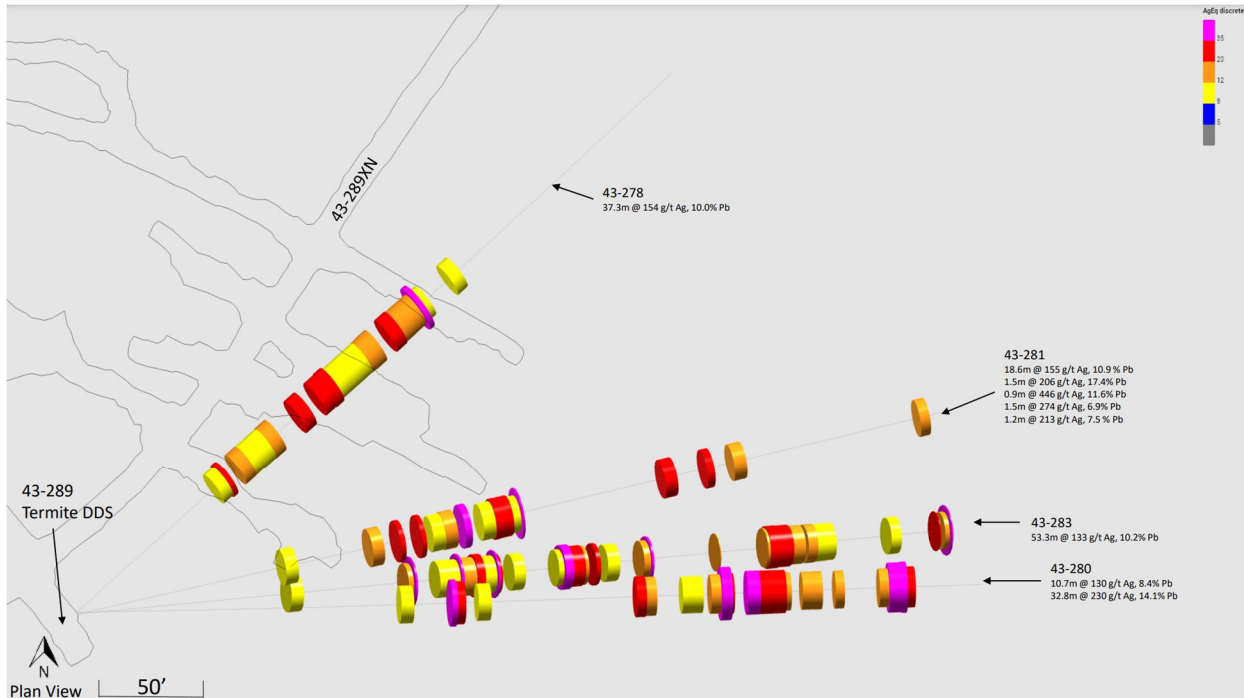 AgEq discrete
35
20
12
8
5
43-289XN
43-278
37.3m @ 154 g/t Ag, 10.0% Pb
43-281
18.6m @ 155 g/t Ag, 10.9 % Pb
1.5m @ 206 g/t Ag, 17.4% Pb
0.9m @ 446 g/t Ag, 11.6% Pb
1.5m @ 274 g/t Ag, 6.9% Pb
1.2m @ 213 g/t Ag, 7.5 % Pb
43-289
Termite DDS
43-283
53.3m @ 133 g/t Ag, 10.2% Pb
43-280
10.7m @ 130 g/t Ag, 8.4% Pb
32.8m @ 230 g/t Ag, 14.1% Pb
N
Plan View
50’